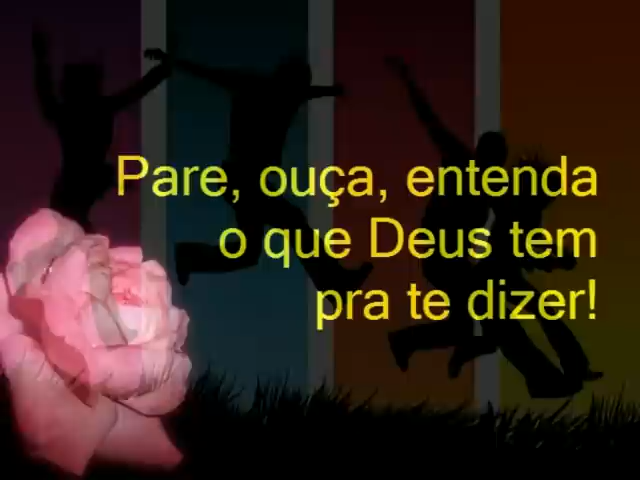 Pare, ouça, entenda
o que Deus tem
pra te dizer!